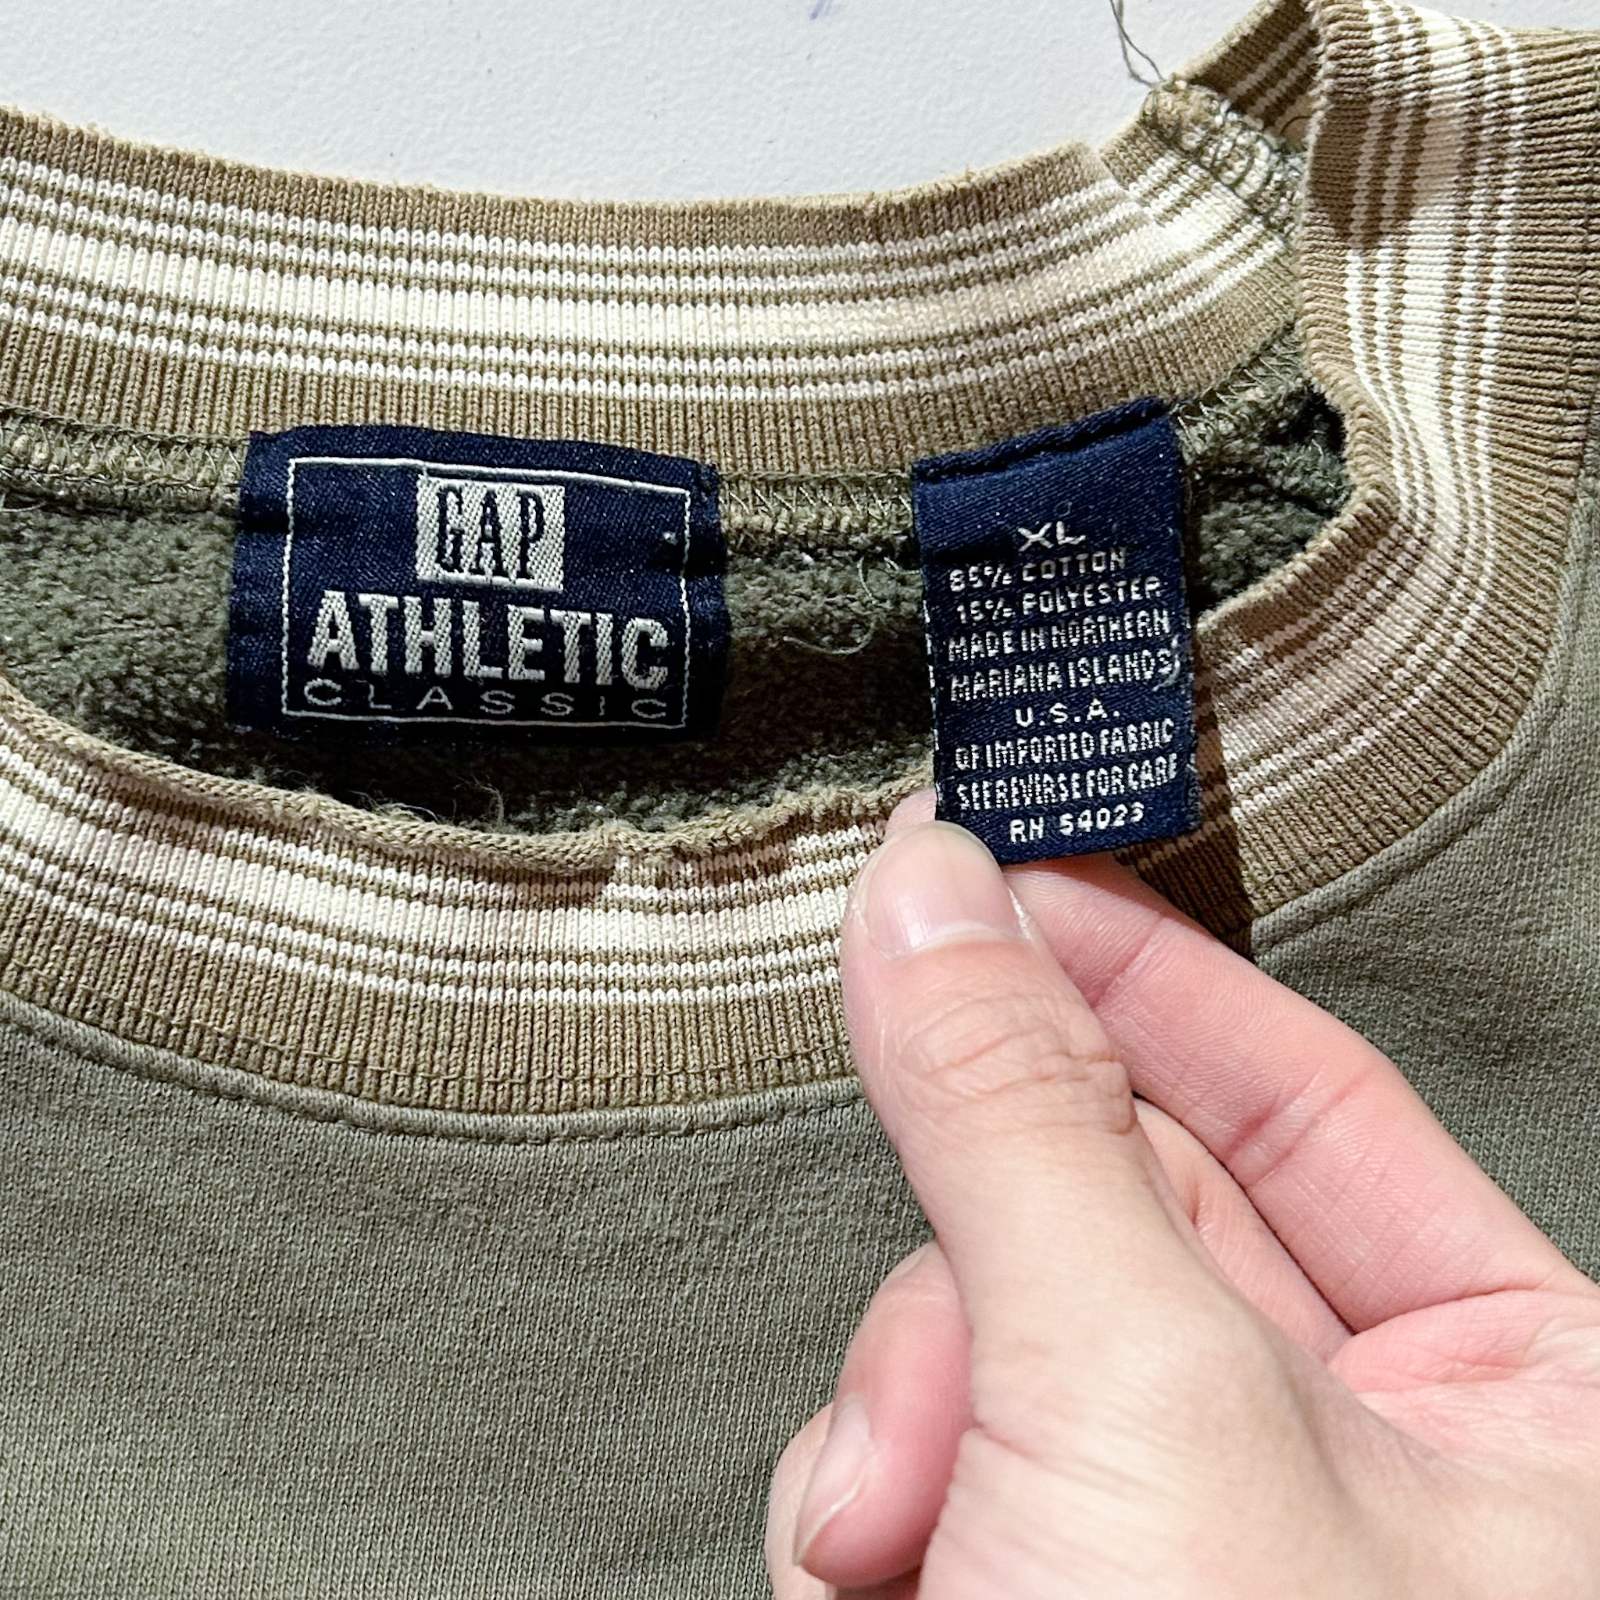 GAP
ATHLETIC
CLASSIC
XL
85% COTTON
15% POLYESTER
MADE IN NORTHERN
MARIANA ISLANDS
U.S.A.
OF IMPORTED FABRIC
SEE REVERSE FOR CARE
RN 54023